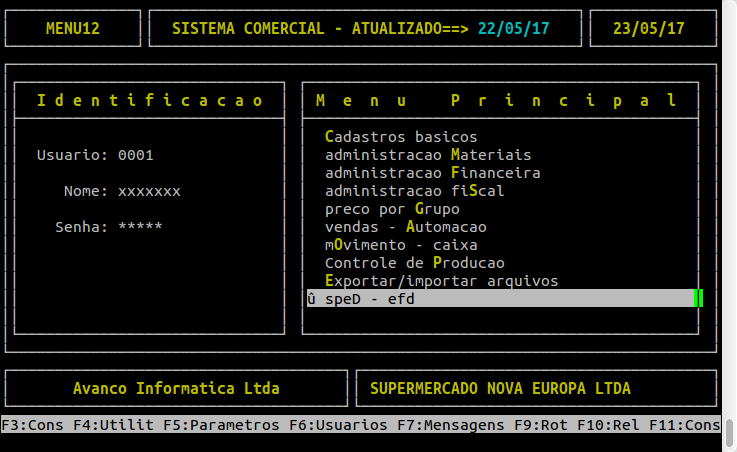 MENU12 SISTEMA COMERCIAL - ATUALIZADO==> 22/05/17 23/05/17
I d e n t i f i c a c a o
Usuario: 0001
Nome: xxxxxxx
Senha: *****
M e n u P r i n c i p a l
Cadastros basicos
administracao Materiais
administracao Financeira
administracao fiScal
preco por Grupo
vendas - Automacao
mOvimento - caixa
Controle de Producao
Exportar/importar arquivos
û speD - efd
Avanco Informatica Ltda SUPERMERCADO NOVA EUROPA LTDA
F3:Cons F4:Utilit F5:Parametros F6:Usuarios F7:Mensagens F9:Rot F10:Rel F11:Cons